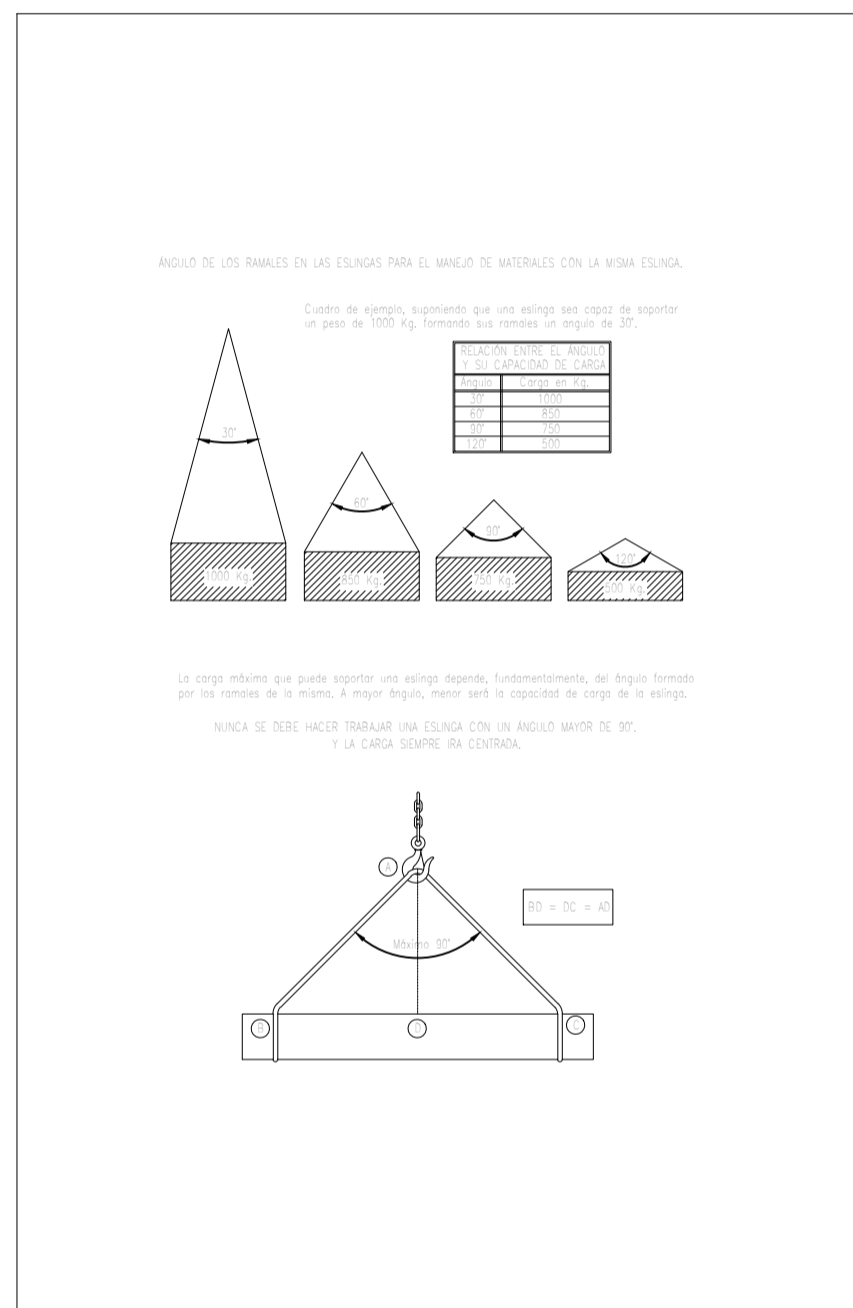 ÁNGULO DE LOS RAMALES EN LAS ESLINGAS PARA EL MANEJO DE MATERIALES CON LA MISMA ESLINGA.
Cuadro de ejemplo, suponiendo que una eslinga sea capaz de soportar
un peso de 1000 Kg. formando sus ramales un angulo de 30°.
RELACIÓN ENTRE EL ÁNGULO
Y SU CAPACIDAD DE CARGA
Ángulo Carga en Kg.
30° 1000
60° 850
90° 750
120° 500
30°
60°
90°
120°
1000 Kg.
850 Kg.
750 Kg.
500 Kg.
La carga máxima que puede soportar una eslinga depende, fundamentalmente, del ángulo formado
por los ramales de la misma. A mayor ángulo, menor será la capacidad de carga de la eslinga.
NUNCA SE DEBE HACER TRABAJAR UNA ESLINGA CON UN ÁNGULO MAYOR DE 90°.
Y LA CARGA SIEMPRE IRA CENTRADA.
A
BD = DC = AD
Máximo 90°
B
D
C